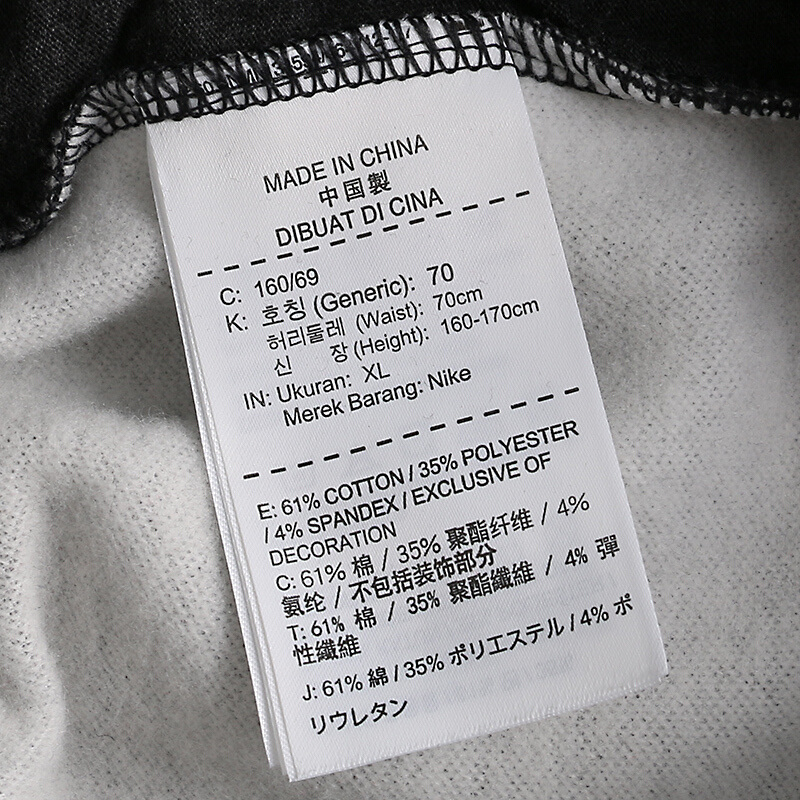 MADE IN CHINA
中国製
DIBUAT DI CINA
C: 160/69
K: 호칭 (Generic): 70
허리둘레 (Waist): 70cm
신 장 (Height): 160-170cm
IN: Ukuran: XL
Merek Barang: Nike
E: 61% COTTON / 35% POLYESTER
/ 4% SPANDEX / EXCLUSIVE OF
DECORATION
C: 61% 棉 / 35% 聚酯纤维 / 4%
氨纶 / 不包括装饰部分
T: 61% 棉 / 35% 聚酯纖維 / 4% 彈
性纖維
J: 61% 綿 / 35% ポリエステル / 4% ポ
リウレタン